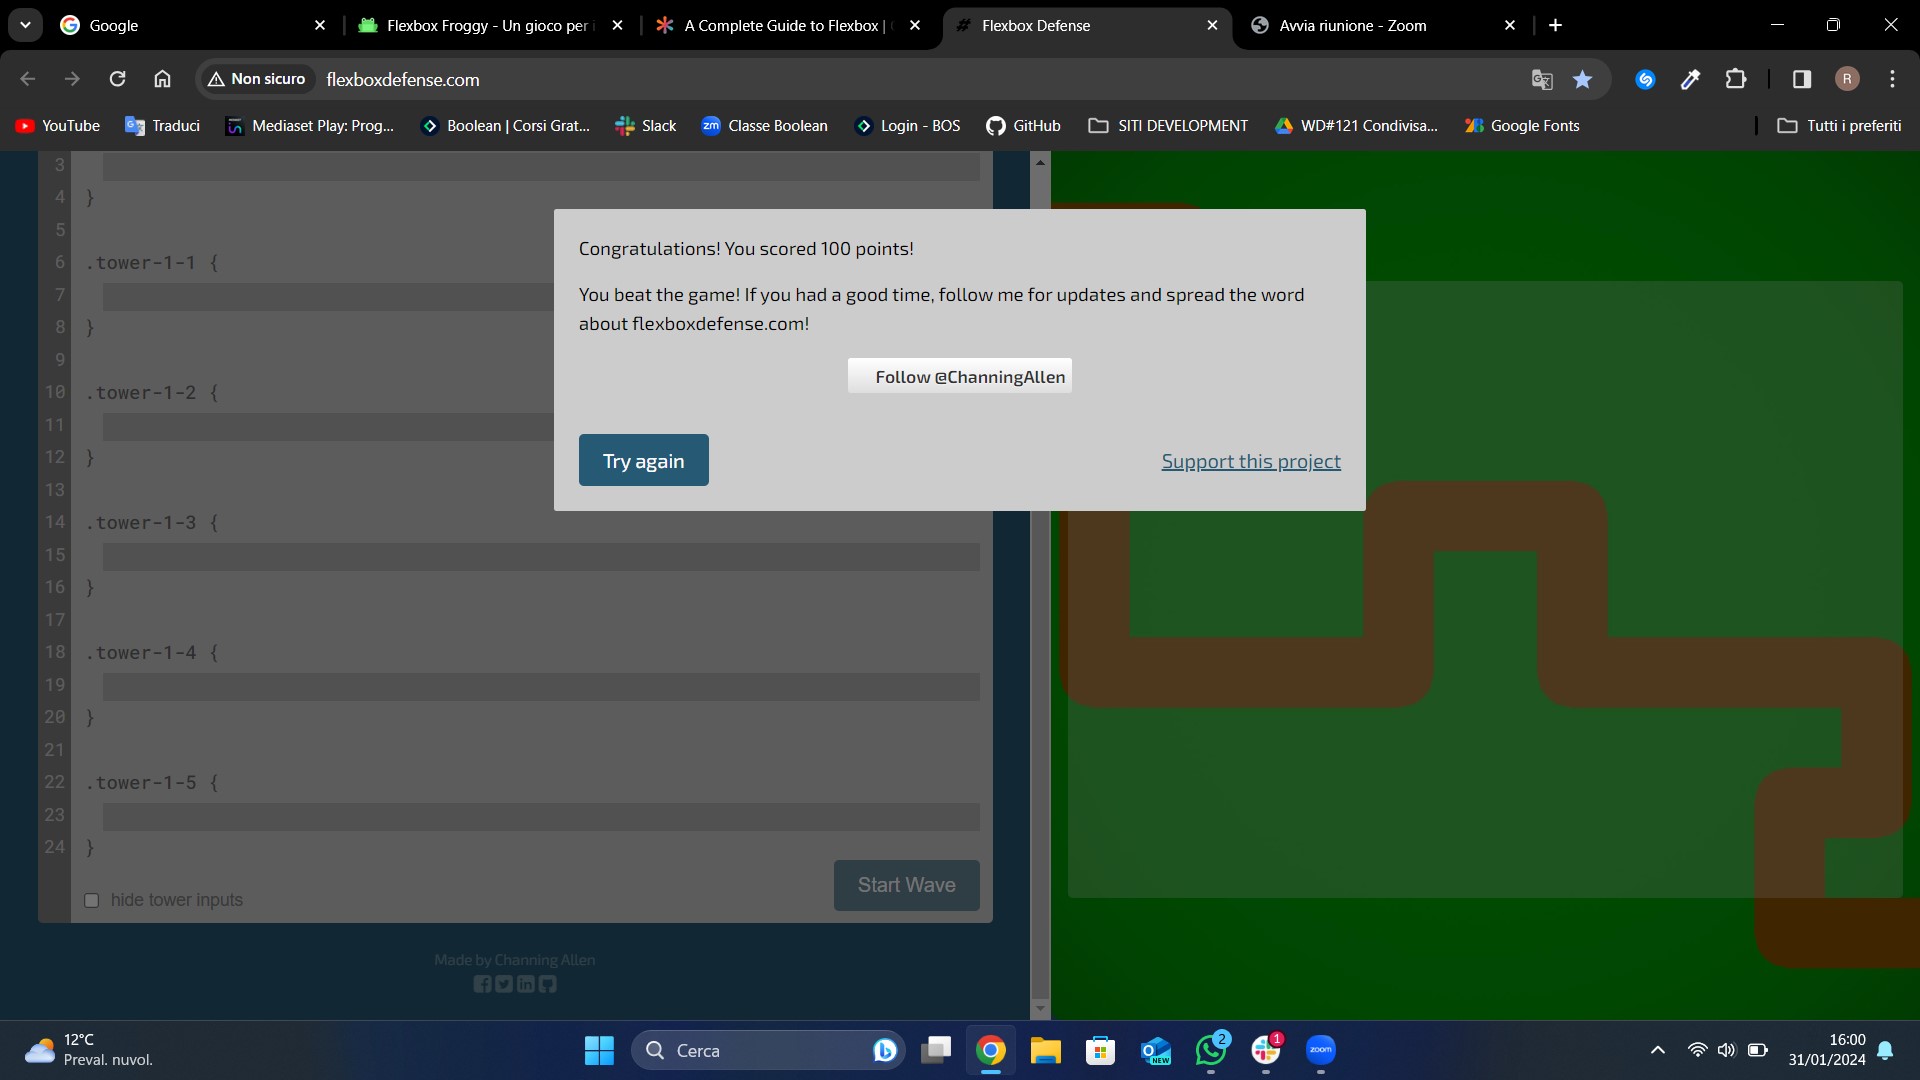 Google
Flexbox Froggy - Un gioco per i
A Complete Guide to Flexbox |
Flexbox Defense
Avvia riunione - Zoom
Non sicuro
flexboxdefense.com
R
YouTube
Traduci
Mediaset Play: Prog...
Boolean | Corsi Grat...
Slack
zm
Classe Boolean
Login - BOS
GitHub
SITI DEVELOPMENT
WD#121 Condivisa...
Google Fonts
Tutti i preferiti
3
4 }
5
6 .tower-1-1 {
7
8 }
9
10 .tower-1-2 {
11
12 }
13
14 .tower-1-3 {
15
16 }
17
18 .tower-1-4 {
19
20 }
21
22 .tower-1-5 {
23
24 }
hide tower inputs
Start Wave
Made by Channing Allen
Congratulations! You scored 100 points!
You beat the game! If you had a good time, follow me for updates and spread the word
about flexboxdefense.com!
Follow @ChanningAllen
Try again
Support this project
12°C
Preval. nuvol.
Cerca
NEW
2
1
zoom
16:00
31/01/2024